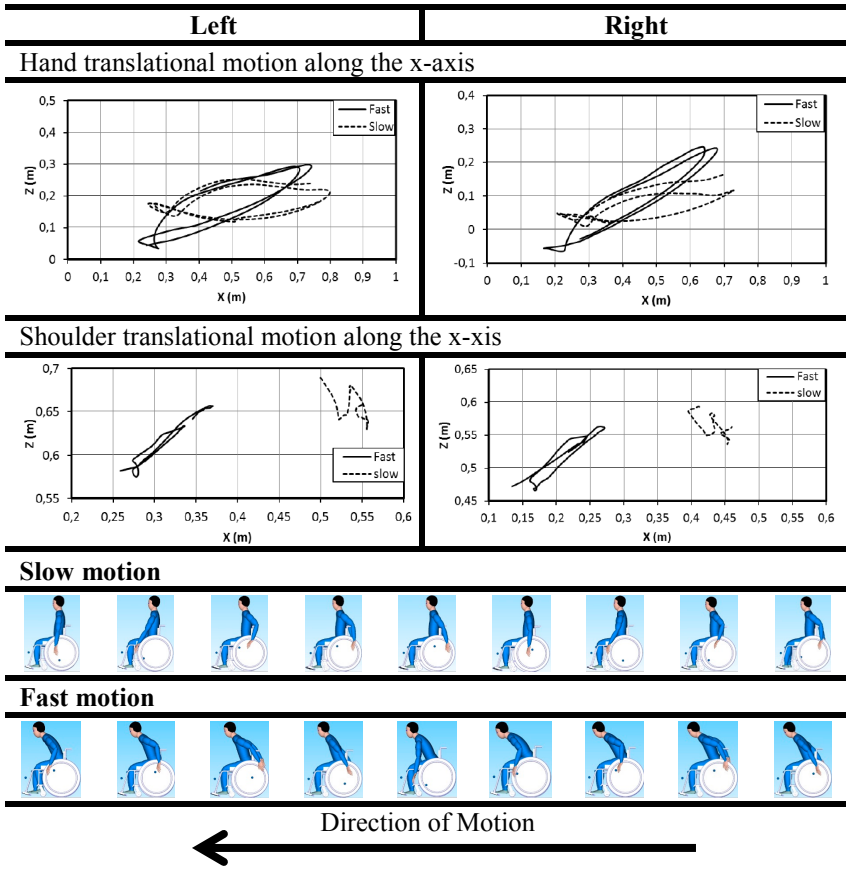 Left Right
Hand translational motion along the x-axis
0,5
0,4
0,3
0,2
0,1
0
Z (m)
0 0,1 0,2 0,3 0,4 0,5 0,6 0,7 0,8 0,9 1
X (m)
Fast
Slow
0,4
0,3
0,2
0,1
0
-0,1
Z (m)
0 0,1 0,2 0,3 0,4 0,5 0,6 0,7 0,8 0,9 1
X (m)
Fast
Slow
Shoulder translational motion along the x-xis
0,7
0,65
0,6
0,55
Z (m)
0,2 0,25 0,3 0,35 0,4 0,45 0,5 0,55 0,6
X (m)
Fast
slow
0,65
0,6
0,55
0,5
0,45
Z (m)
0,1 0,15 0,2 0,25 0,3 0,35 0,4 0,45 0,5 0,55 0,6
X (m)
Fast
slow
Slow motion
Fast motion
Direction of Motion